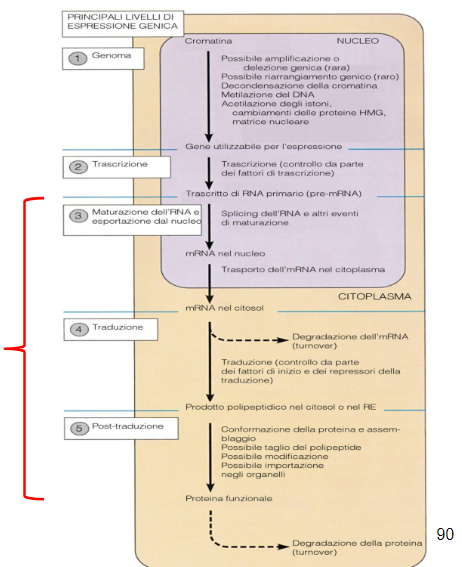 PRINCIPALI LIVELLI DI
ESPRESSIONE GENICA
Cromatina
NUCLEO
1 Genoma
Possibile amplificazione o
delezione genica (rara)
Possibile riarrangiamento genico (raro)
Decondensazione della cromatina
Metilazione del DNA
Acetilazione degli istoni,
cambiamenti delle proteine HMG,
matrice nucleare
Gene utilizzabile per l'espressione
2 Trascrizione
Trascrizione (controllo da parte
dei fattori di trascrizione)
Trascritto di RNA primario (pre-mRNA)
3 Maturazione dell'RNA e
esportazione dal nucleo
Splicing dell'RNA e altri eventi
di maturazione
mRNA nel nucleo
Trasporto dell'mRNA nel citoplasma
CITOPLASMA
mRNA nel citosol
4 Traduzione
Degradazione dell'mRNA
(turnover)
Traduzione (controllo da parte
dei fattori di inizio e dei repressori della
traduzione)
Prodotto polipeptidico nel citosol o nel RE
5 Post-traduzione
Conformazione della proteina e assem-
blaggio
Possibile taglio del polipeptide
Possibile modificazione
Possibile importazione
negli organelli
Proteina funzionale
Degradazione della proteina
(turnover)
90